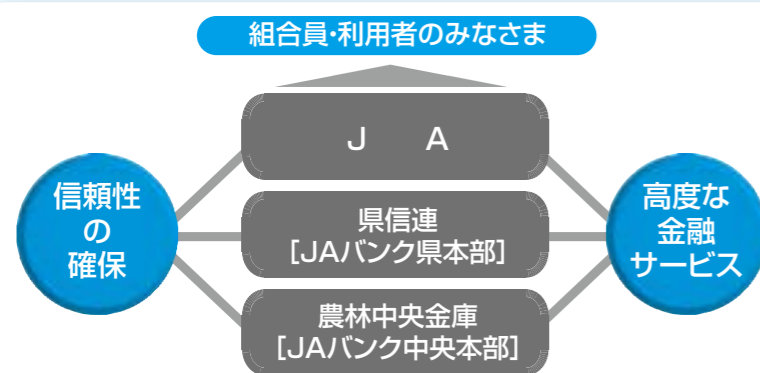 組合員・利用者のみなさま
J A
信頼性
の
確保
県信連
[JAバンク県本部]
高度な
金融
サービス
農林中央金庫
[JAバンク中央本部]